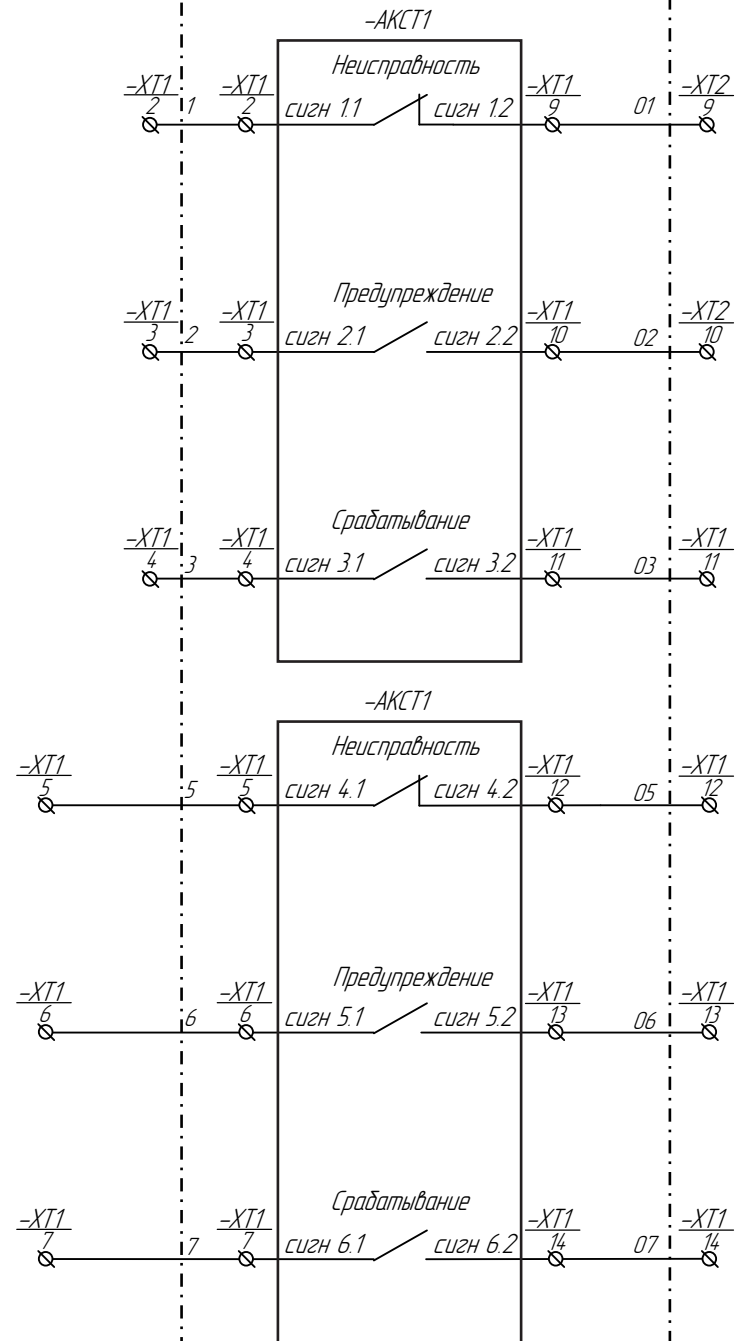 -АКСТ1
Неисправность
-XT1 -XT1 -XT1 -XT2
2 1 2 сигн 1.1 сигн 1.2 9 01 9
Предупреждение
-XT1 -XT1 -XT1 -XT2
3 2 3 сигн 2.1 сигн 2.2 10 02 10
Срабатывание
-XT1 -XT1 -XT1 -XT1
4 3 4 сигн 3.1 сигн 3.2 11 03 11
-АКСТ1
Неисправность
-XT1 -XT1 -XT1 -XT1
5 5 5 сигн 4.1 сигн 4.2 12 05 12
Предупреждение
-XT1 -XT1 -XT1 -XT1
6 6 6 сигн 5.1 сигн 5.2 13 06 13
Срабатывание
-XT1 -XT1 -XT1 -XT1
7 7 7 сигн 6.1 сигн 6.2 14 07 14